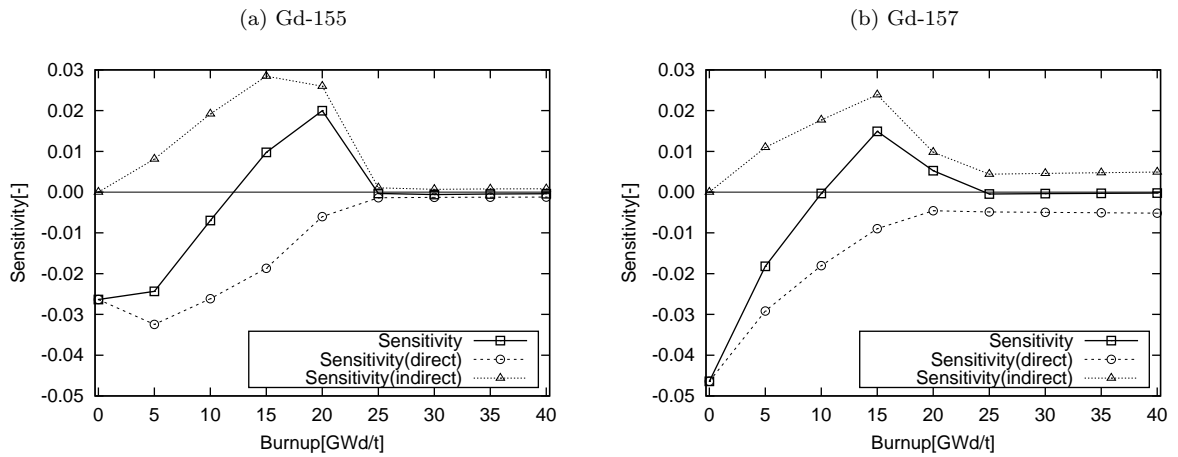 (a) Gd-155
0.03
0.02
0.01
0.00
-0.01
-0.02
-0.03
-0.04
-0.05
Sensitivity[-]
Sensitivity
Sensitivity(direct)
Sensitivity(indirect)
0 5 10 15 20 25 30 35 40
Burnup[GWd/t]
(b) Gd-157
0.03
0.02
0.01
0.00
-0.01
-0.02
-0.03
-0.04
-0.05
Sensitivity[-]
Sensitivity
Sensitivity(direct)
Sensitivity(indirect)
0 5 10 15 20 25 30 35 40
Burnup[GWd/t]